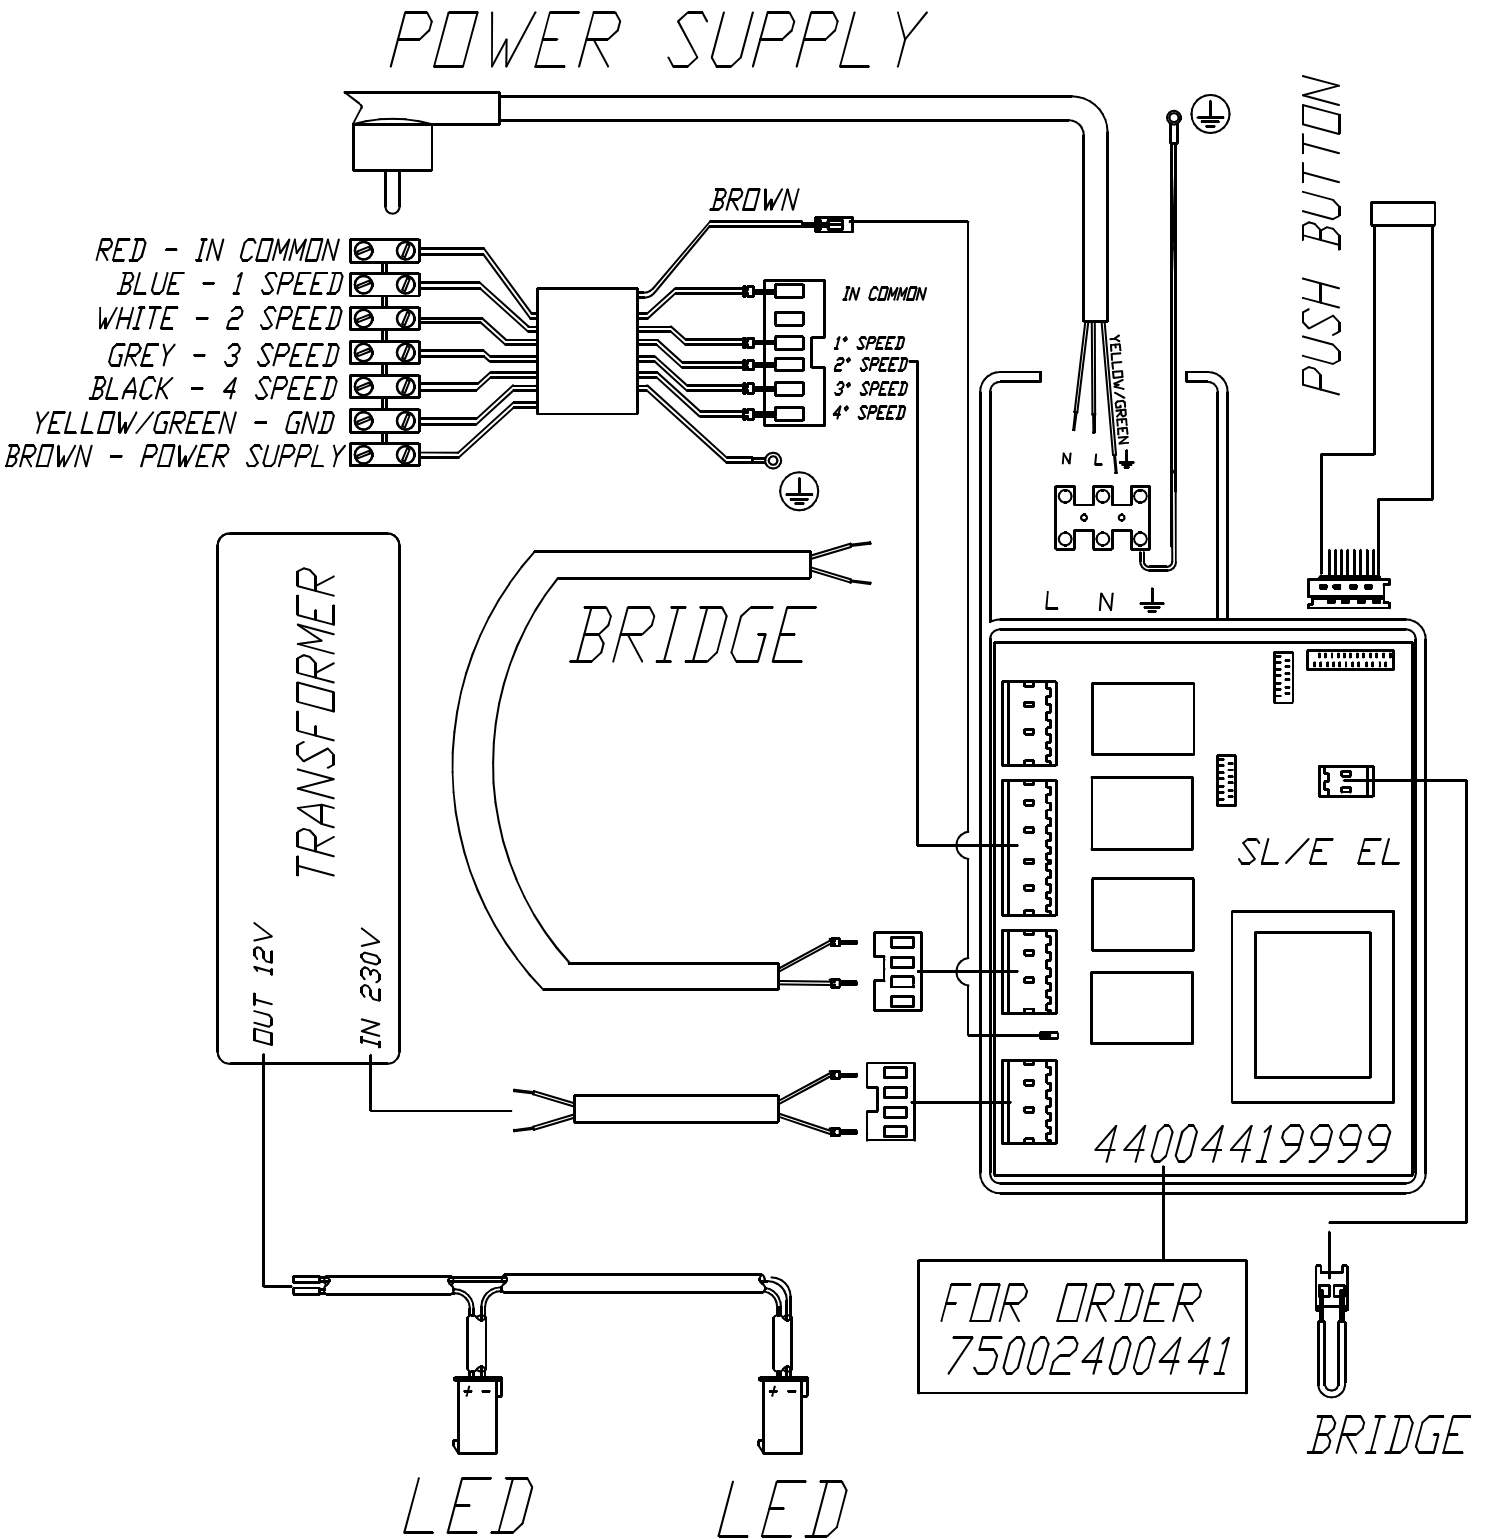 POWER SUPPLY
PUSH BUTTON
BROWN
RED - IN COMMON
BLUE - 1 SPEED
WHITE - 2 SPEED
GREY - 3 SPEED
BLACK - 4 SPEED
YELLOW/GREEN - GND
BROWN - POWER SUPPLY
IN COMMON
1° SPEED
2° SPEED
3° SPEED
4° SPEED
YELLOW/GREEN
N L
L N
TRANSFORMER
OUT 12V
IN 230V
BRIDGE
SL/E EL
44004419999
FOR ORDER
75002400441
BRIDGE
+ -
+ -
LED
LED